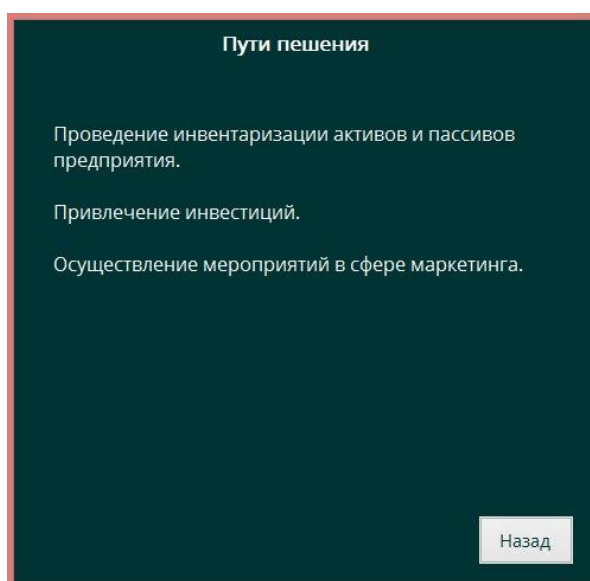 Пути пешения
Проведение инвентаризации активов и пассивов
предприятия.
Привлечение инвестиций.
Осуществление мероприятий в сфере маркетинга.
Назад